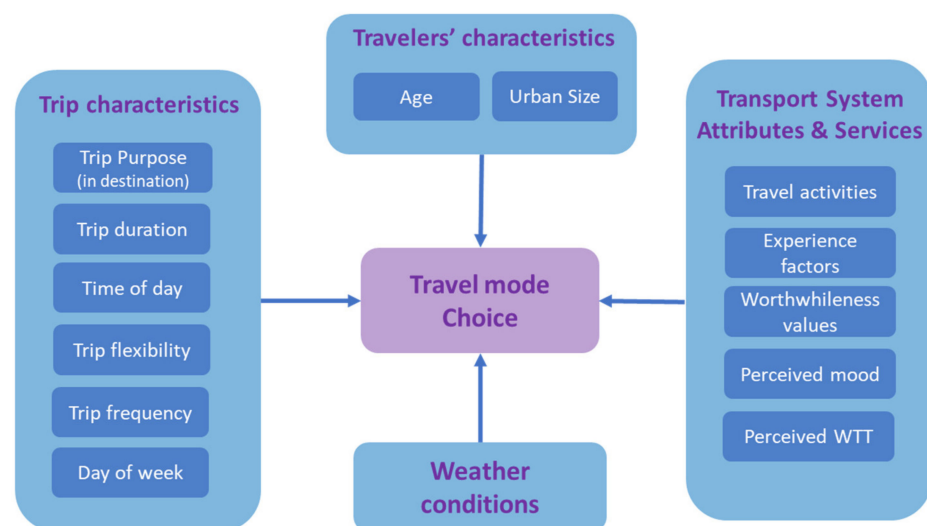 Travelers' characteristics
Age
Urban Size
Trip characteristics
Trip Purpose
(in destination)
Trip duration
Time of day
Trip flexibility
Trip frequency
Day of week
Travel mode
Choice
Weather
conditions
Transport System
Attributes & Services
Travel activities
Experience
factors
Worthwhileness
values
Perceived mood
Perceived WTT